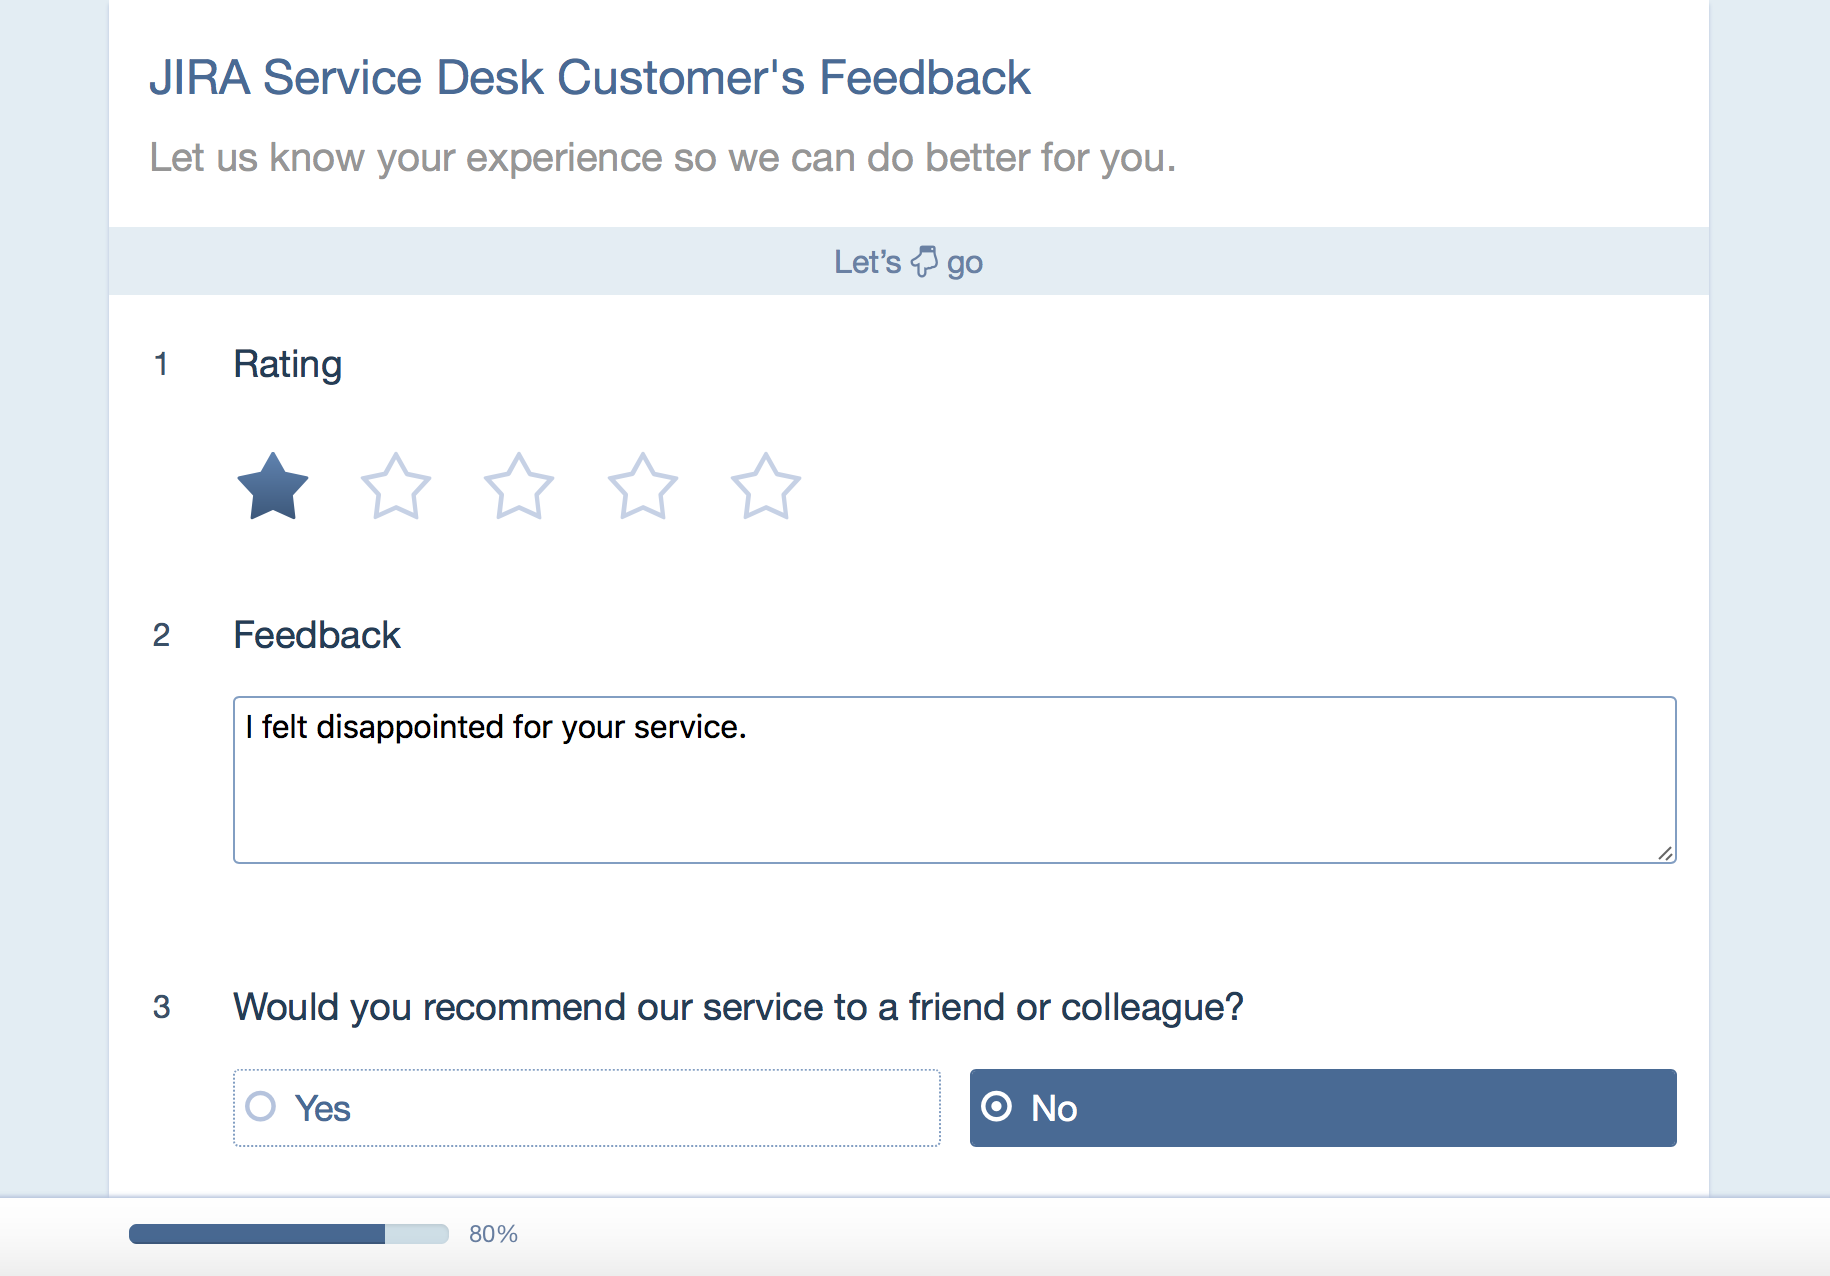 JIRA Service Desk Customer's Feedback
Let us know your experience so we can do better for you.
Let’s go
1 Rating
2 Feedback
I felt disappointed for your service.
3 Would you recommend our service to a friend or colleague?
Yes No
80%